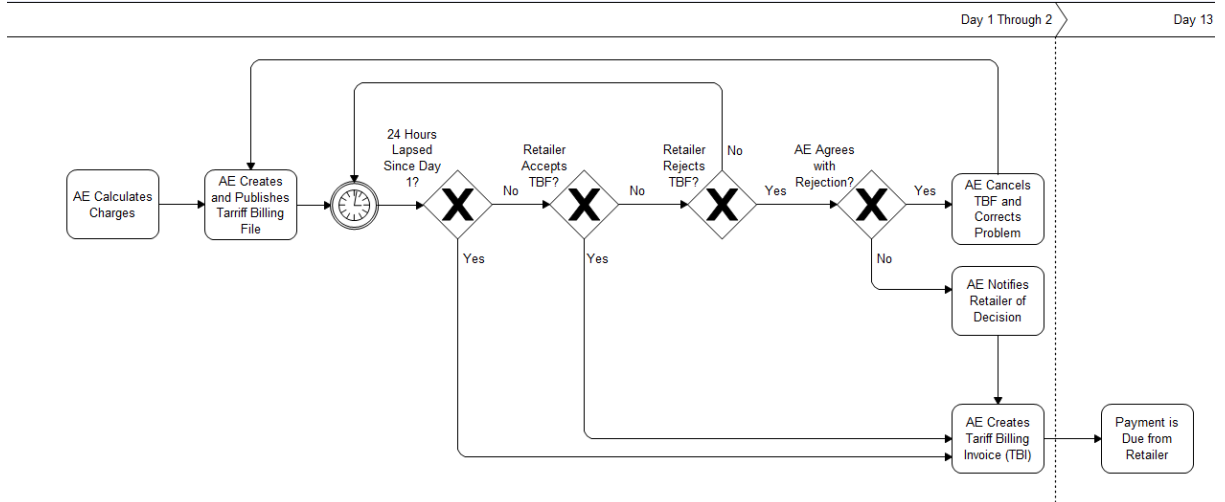 Day 1 Through 2
Day 13
24 Hours
Lapsed
Since Day
1?
Retailer
Accepts
TBF?
Retailer
Rejects
TBF?
No
AE Agrees
with
Rejection?
AE Calculates
Charges
AE Creates
and Publishes
Tarriff Billing
File
No
No
Yes
Yes
AE Cancels
TBF and
Corrects
Problem
Yes
Yes
No
AE Notifies
Retailer of
Decision
AE Creates
Tariff Billing
Invoice (TBI)
Payment is
Due from
Retailer